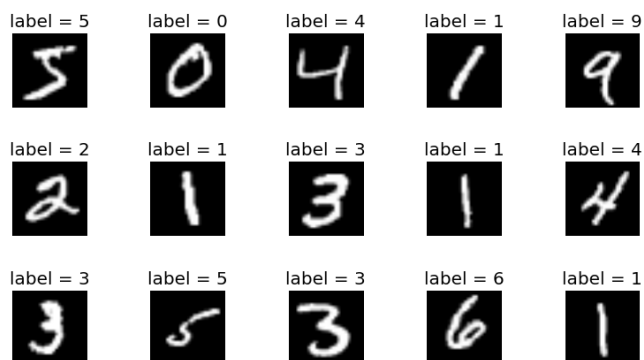 label = 5 label = 0 label = 4 label = 1 label = 9
5 0 4 1 9
label = 2 label = 1 label = 3 label = 1 label = 4
2 1 3 1 4
label = 3 label = 5 label = 3 label = 6 label = 1
3 5 3 6 1